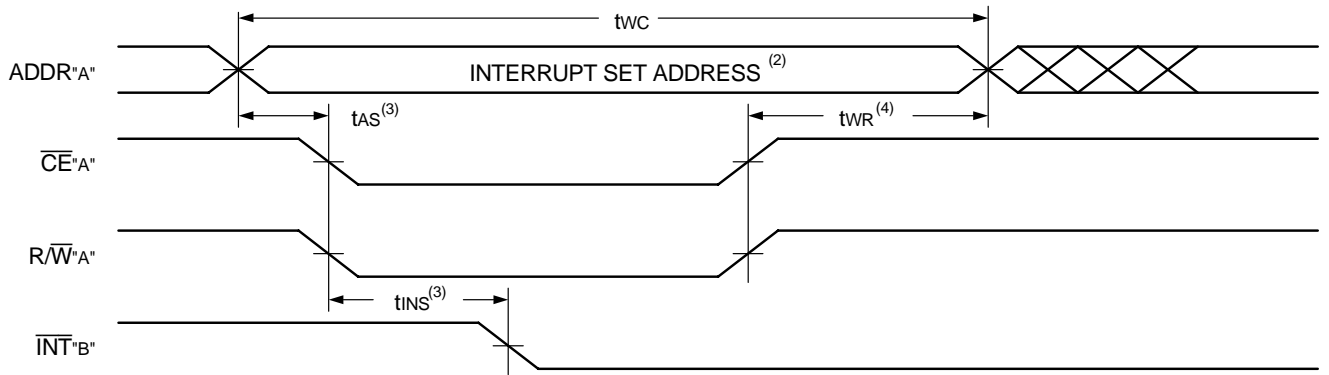 tWC
ADDR"A"
INTERRUPT SET ADDRESS (2)
tAS(3)
tWR(4)
CE"A"
R/W"A"
tINS(3)
INT"B"